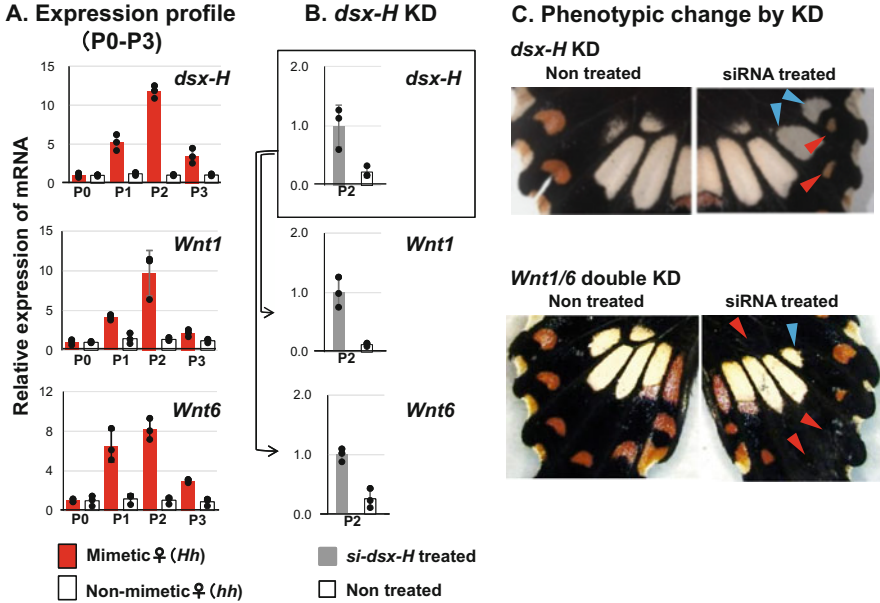 A. Expression profile
(P0-P3)
B. dsx-H KD
C. Phenotypic change by KD
Relative expression of mRNA
15
10
5
0
dsx-H
P0 P1 P2 P3
15
10
5
0
Wnt1
P0 P1 P2 P3
12
8
4
0
Wnt6
P0 P1 P2 P3
Mimetic♀(Hh)
Non-mimetic♀(hh)
2.0
1.0
0.0
dsx-H
P2
2.0
1.0
0.0
Wnt1
P2
2.0
1.0
0.0
Wnt6
P2
si-dsx-H treated
Non treated
dsx-H KD
Non treated siRNA treated
Wnt1/6 double KD
Non treated siRNA treated